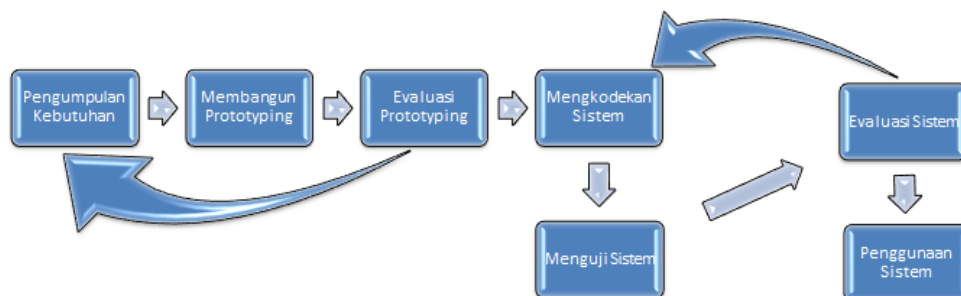 Pengumpulan
Kebutuhan
Membangun
Prototyping
Evaluasi
Prototyping
Mengkodekan
Sistem
Menguji Sistem
Evaluasi Sistem
Penggunaan
Sistem